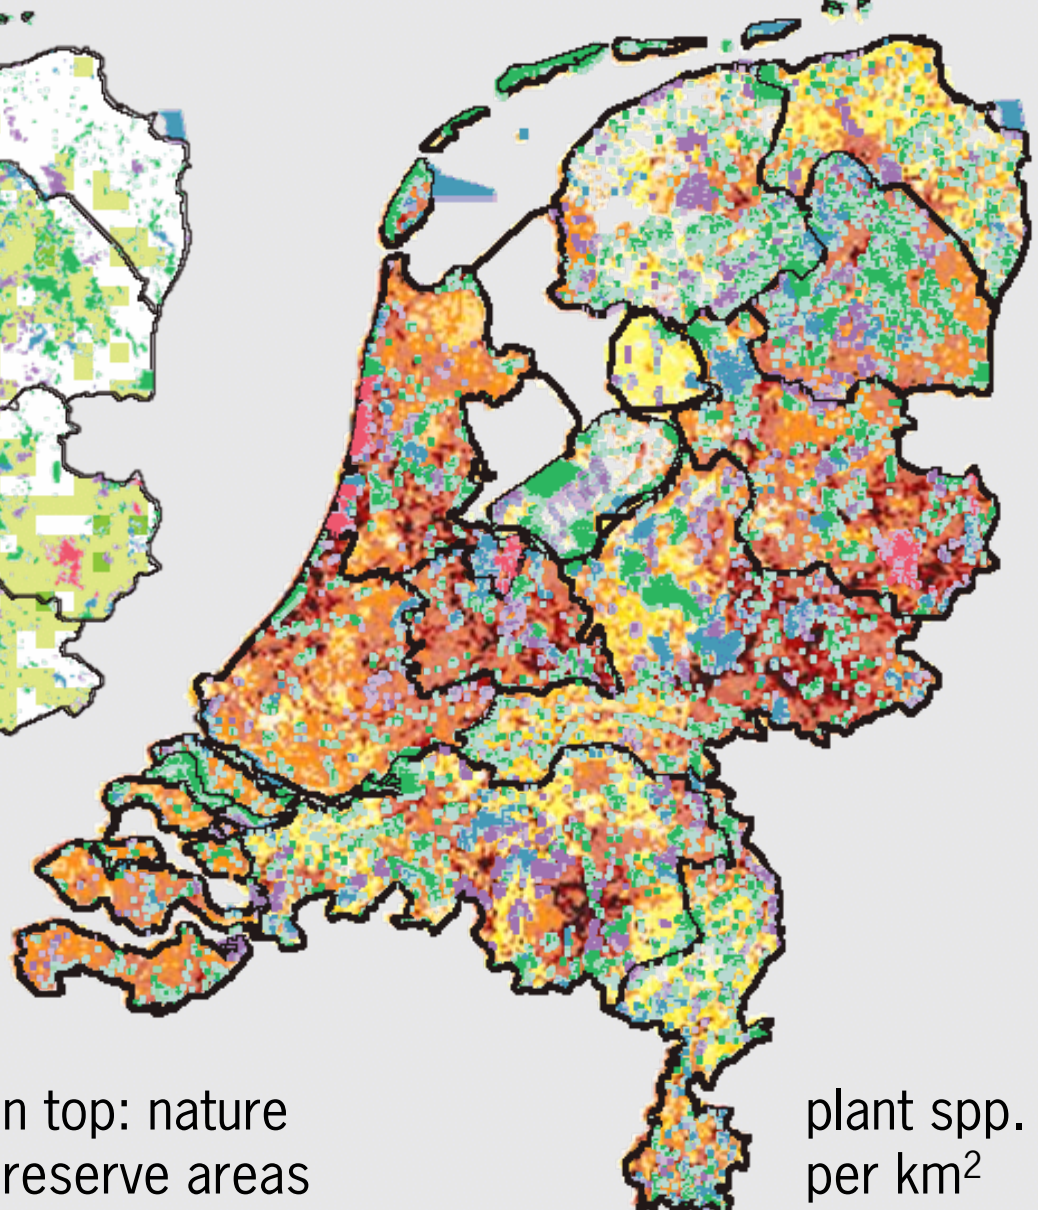 n top: nature
reserve areas
plant spp.
per km²